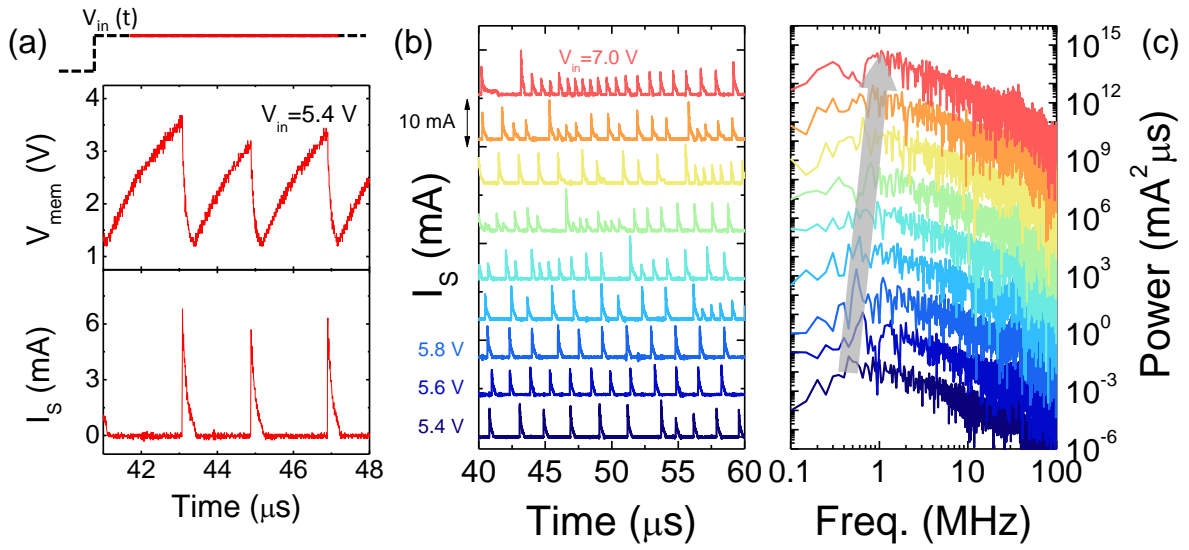 (a)
V_in (t)
4
3
2
1
V_mem (V)
V_in=5.4 V
6
3
0
I_S (mA)
42 44 46 48
Time (μs)
(b)
V_in=7.0 V
10 mA
5.8 V
5.6 V
5.4 V
I_S (mA)
40 45 50 55 60
Time (μs)
(c)
10^15
10^12
10^9
10^6
10^3
10^0
10^-3
10^-6
Power (mA^2 μs)
0.1 1 10 100
Freq. (MHz)